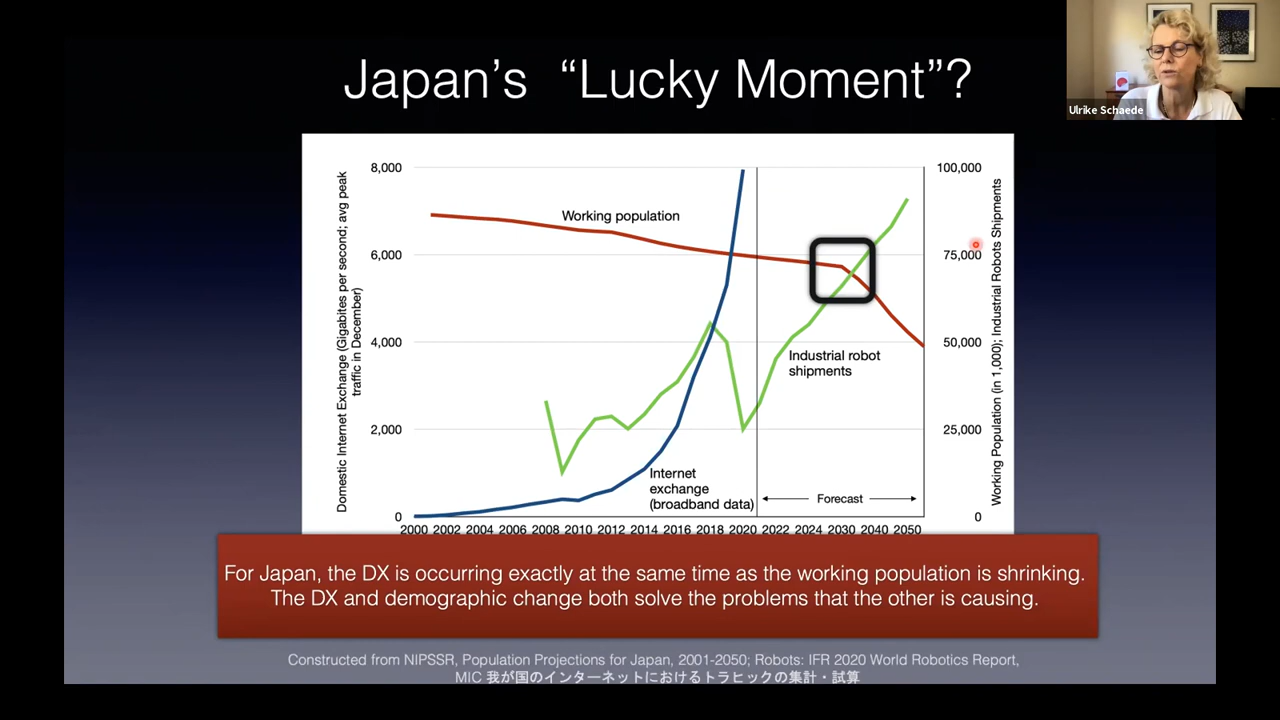 Japan's “Lucky Moment”?
Ulrike Schaede
Domestic Internet Exchange (Gigabites per second; avg peak
traffic in December)
8,000
6,000
4,000
2,000
0
100,000
75,000
50,000
25,000
0
Working Population (in 1,000); Industrial Robots Shipments
Working population
Industrial robot
shipments
Internet
exchange
(broadband data)
Forecast
2000 2002 2004 2006 2008 2010 2012 2014 2016 2018 2020 2022 2024 2030 2040 2050
For Japan, the DX is occurring exactly at the same time as the working population is shrinking.
The DX and demographic change both solve the problems that the other is causing.
Constructed from NIPSSR, Population Projections for Japan, 2001-2050; Robots: IFR 2020 World Robotics Report,
MIC 我が国のインターネットにおけるトラヒックの集計・試算